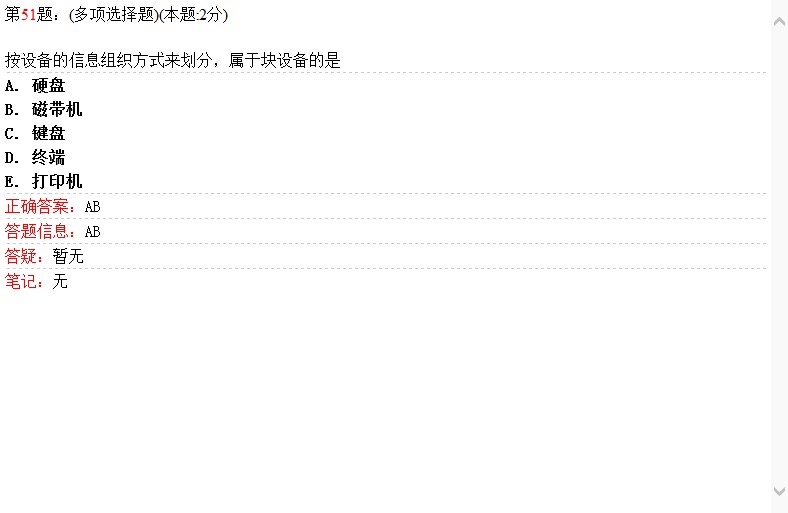 第51题：(多项选择题)(本题:2分)
按设备的信息组织方式来划分，属于块设备的是
A. 硬盘
B. 磁带机
C. 键盘
D. 终端
E. 打印机
正确答案：AB
答题信息：AB
答疑：暂无
笔记：无